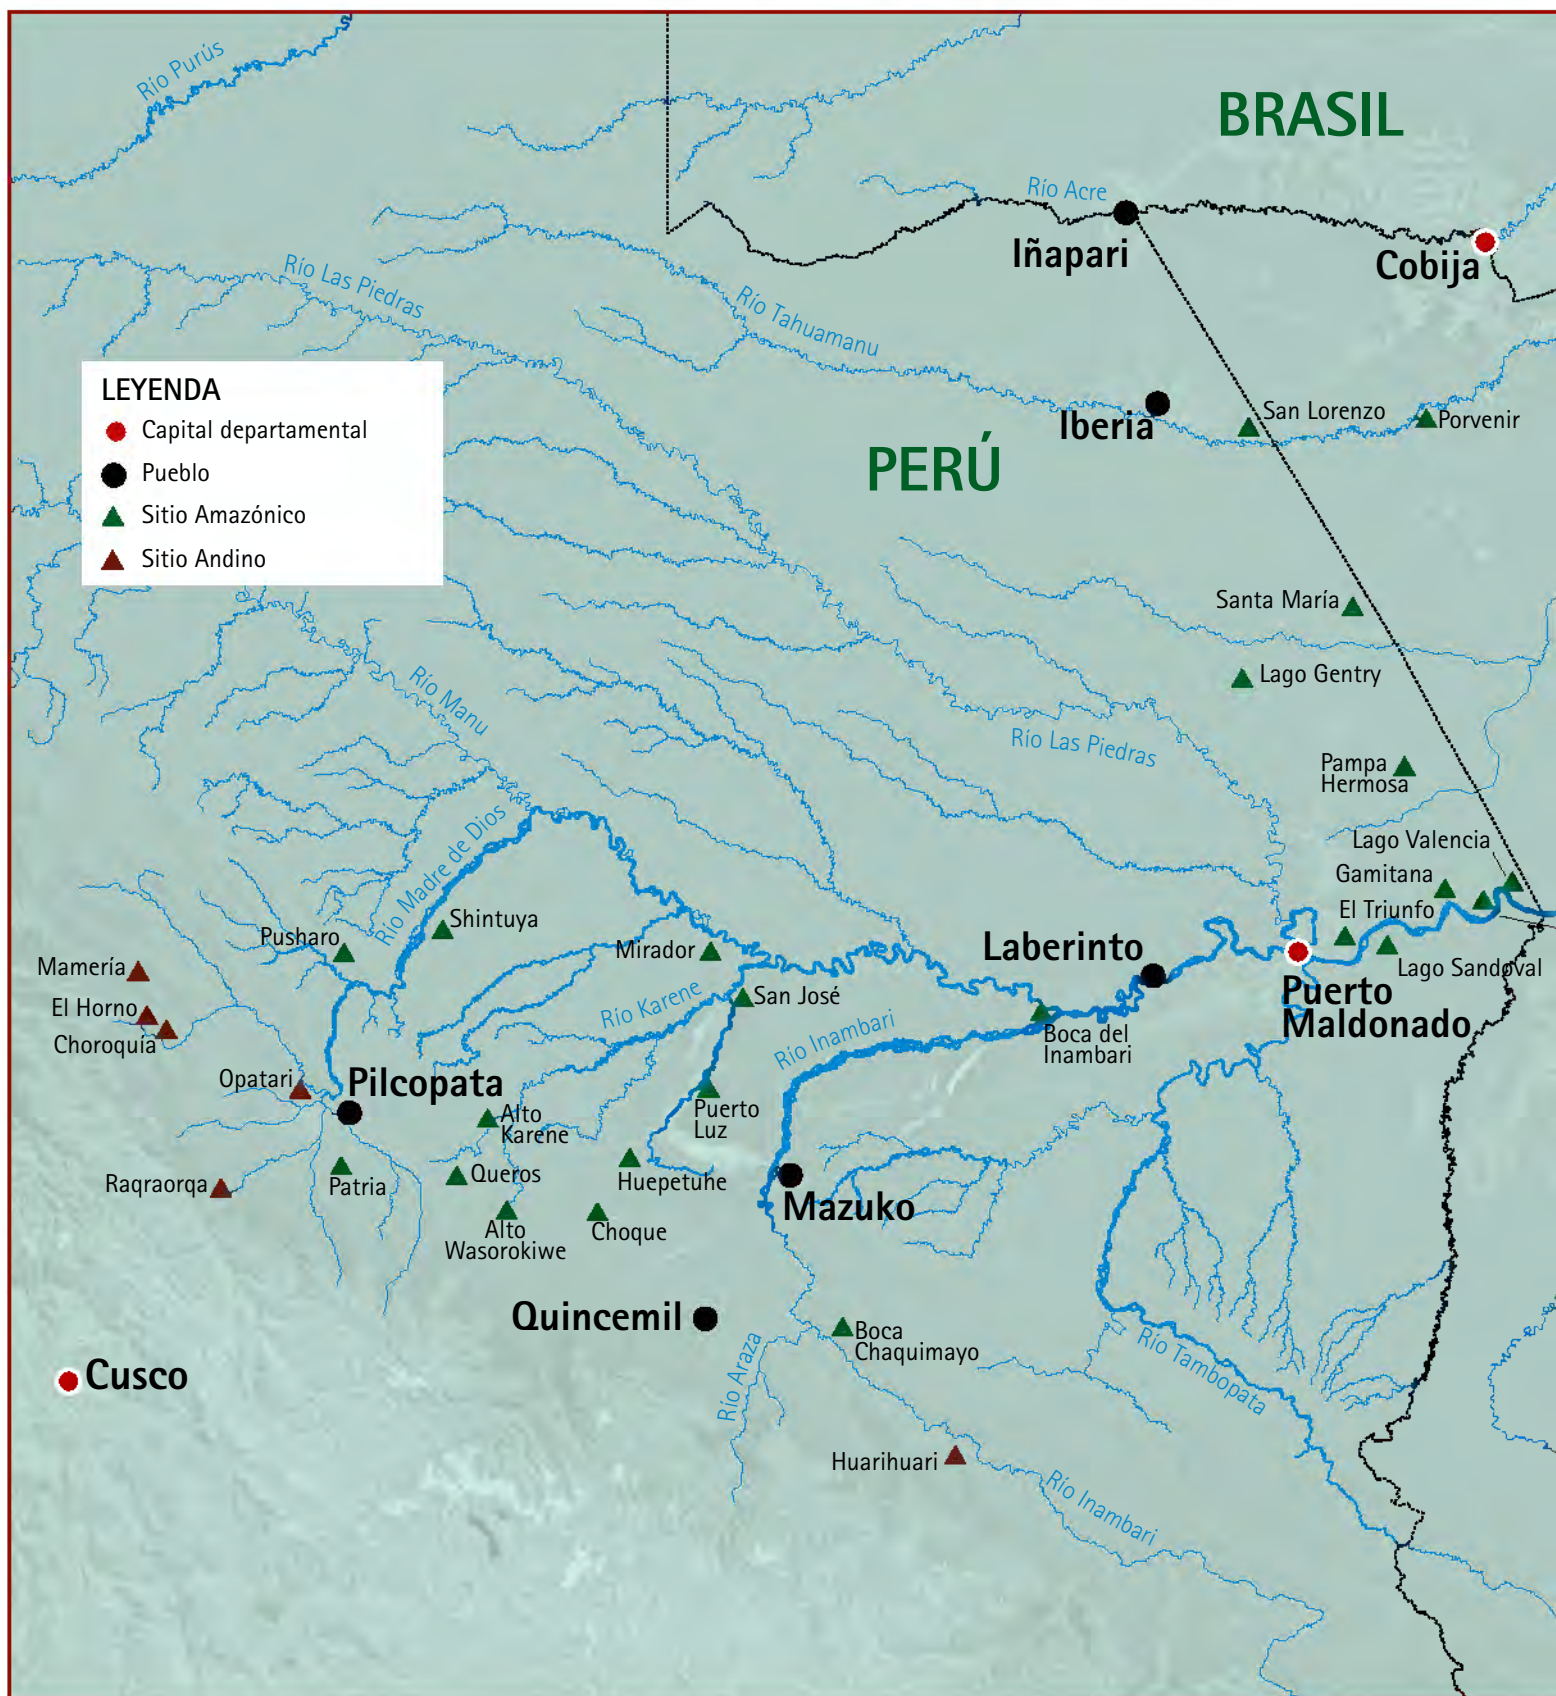 Río Purús
BRASIL
Río Acre
Iñapari
Cobija
Río Las Piedras
Río Tahuamanu
LEYENDA
Capital departamental
Pueblo
Sitio Amazónico
Sitio Andino
Iberia
San Lorenzo
Porvenir
PERÚ
Santa María
Lago Gentry
Río Manu
Río Las Piedras
Pampa
Hermosa
Río Madre de Dios
Lago Valencia
Gamitana
El Triunfo
Shintuya
Pusharo
Mirador
Laberinto
Lago Sandoval
Mamería
El Horno
Choroquía
San José
Río Karene
Río Inambari
Boca del
Inambari
Puerto
Maldonado
Opatari
Pilcopata
Alto
Karene
Puerto
Luz
Raqraorqa
Patria
Queros
Huepetuhe
Mazuko
Alto
Wasorokiwe
Choque
Quincemil
Boca
Chaquimayo
Río Araza
Río Tambopata
Cusco
Huarihuari
Río Inambari